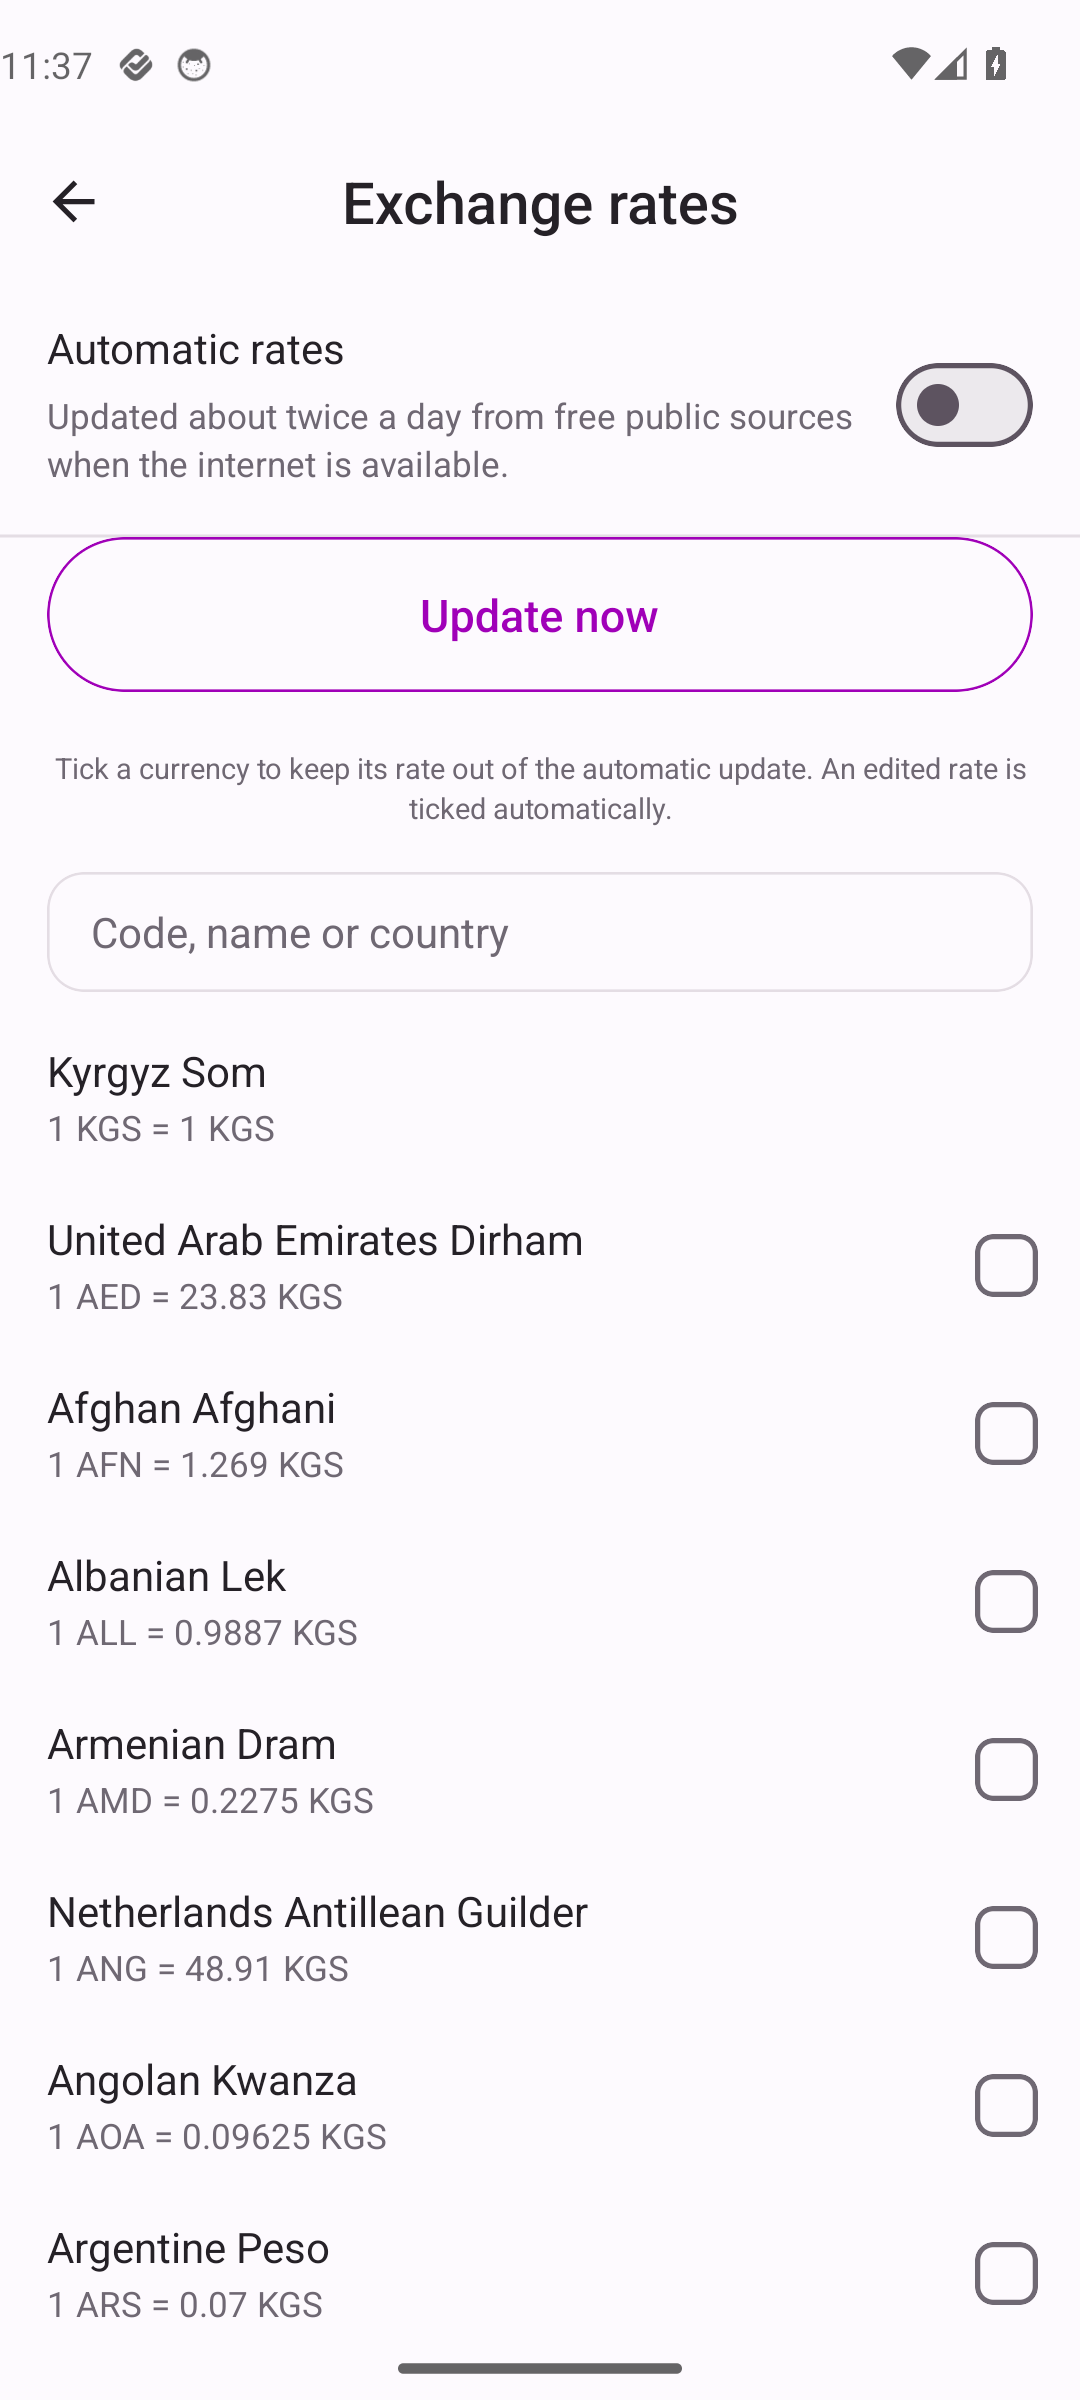 11:37
Exchange rates
Automatic rates
Updated about twice a day from free public sources
when the internet is available.
Update now
Tick a currency to keep its rate out of the automatic update. An edited rate is
ticked automatically.
Code, name or country
Kyrgyz Som
1 KGS = 1 KGS
United Arab Emirates Dirham
1 AED = 23.83 KGS
Afghan Afghani
1 AFN = 1.269 KGS
Albanian Lek
1 ALL = 0.9887 KGS
Armenian Dram
1 AMD = 0.2275 KGS
Netherlands Antillean Guilder
1 ANG = 48.91 KGS
Angolan Kwanza
1 AOA = 0.09625 KGS
Argentine Peso
1 ARS = 0.07 KGS